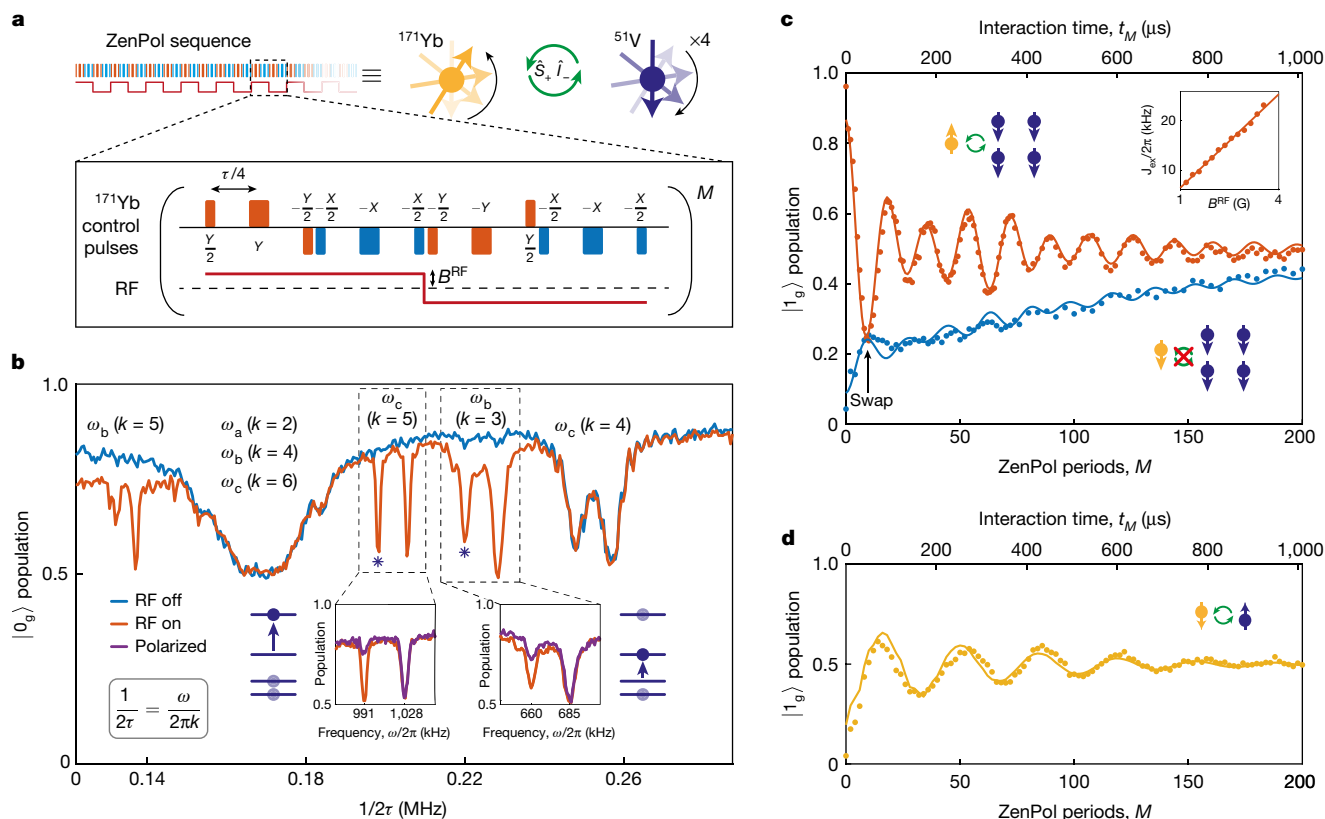 a
ZenPol sequence
≡
171Yb
Ŝ+ Î−
51V
×4
τ/4
M
171Yb
control
pulses
Y/2
Y
−Y/2 −X/2
−X
−X/2 −Y/2
−Y
Y/2
−X/2
−X
−X/2
RF
BRF
b
|0g⟩ population
1.0
0.5
0
ωb (k = 5)
ωa (k = 2)
ωb (k = 4)
ωc (k = 6)
ωc
(k = 5)
ωb
(k = 3)
ωc (k = 4)
*
*
RF off
RF on
Polarized
1/2τ = ω/2πk
Population
1.0
0.5
991 1,028
Frequency, ω/2π (kHz)
Population
1.0
0.5
660 685
Frequency, ω/2π (kHz)
0 0.14 0.18 0.22 0.26
1/2τ (MHz)
c
Interaction time, tM (μs)
0 200 400 600 800 1,000
|1g⟩ population
1.0
0.8
0.6
0.4
0.2
0
Jex/2π (kHz)
20
10
1 4
BRF (G)
Swap
0 50 100 150 200
ZenPol periods, M
d
Interaction time, tM (μs)
0 200 400 600 800 1,000
|1g⟩ population
1.0
0.5
0
0 50 100 150 200
ZenPol periods, M